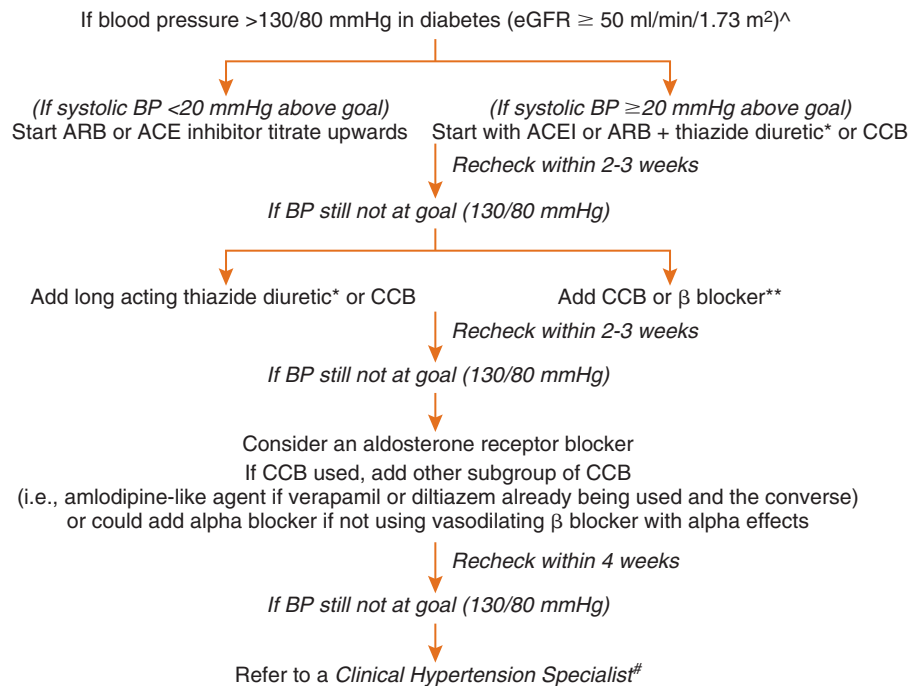 If blood pressure >130/80 mmHg in diabetes (eGFR ≥ 50 ml/min/1.73 m²)^
(If systolic BP <20 mmHg above goal)
Start ARB or ACE inhibitor titrate upwards
(If systolic BP ≥20 mmHg above goal)
Start with ACEI or ARB + thiazide diuretic* or CCB
Recheck within 2-3 weeks
If BP still not at goal (130/80 mmHg)
Add long acting thiazide diuretic* or CCB
Add CCB or β blocker**
Recheck within 2-3 weeks
If BP still not at goal (130/80 mmHg)
Consider an aldosterone receptor blocker
If CCB used, add other subgroup of CCB
(i.e., amlodipine-like agent if verapamil or diltiazem already being used and the converse)
or could add alpha blocker if not using vasodilating β blocker with alpha effects
Recheck within 4 weeks
If BP still not at goal (130/80 mmHg)
Refer to a Clinical Hypertension Specialist#